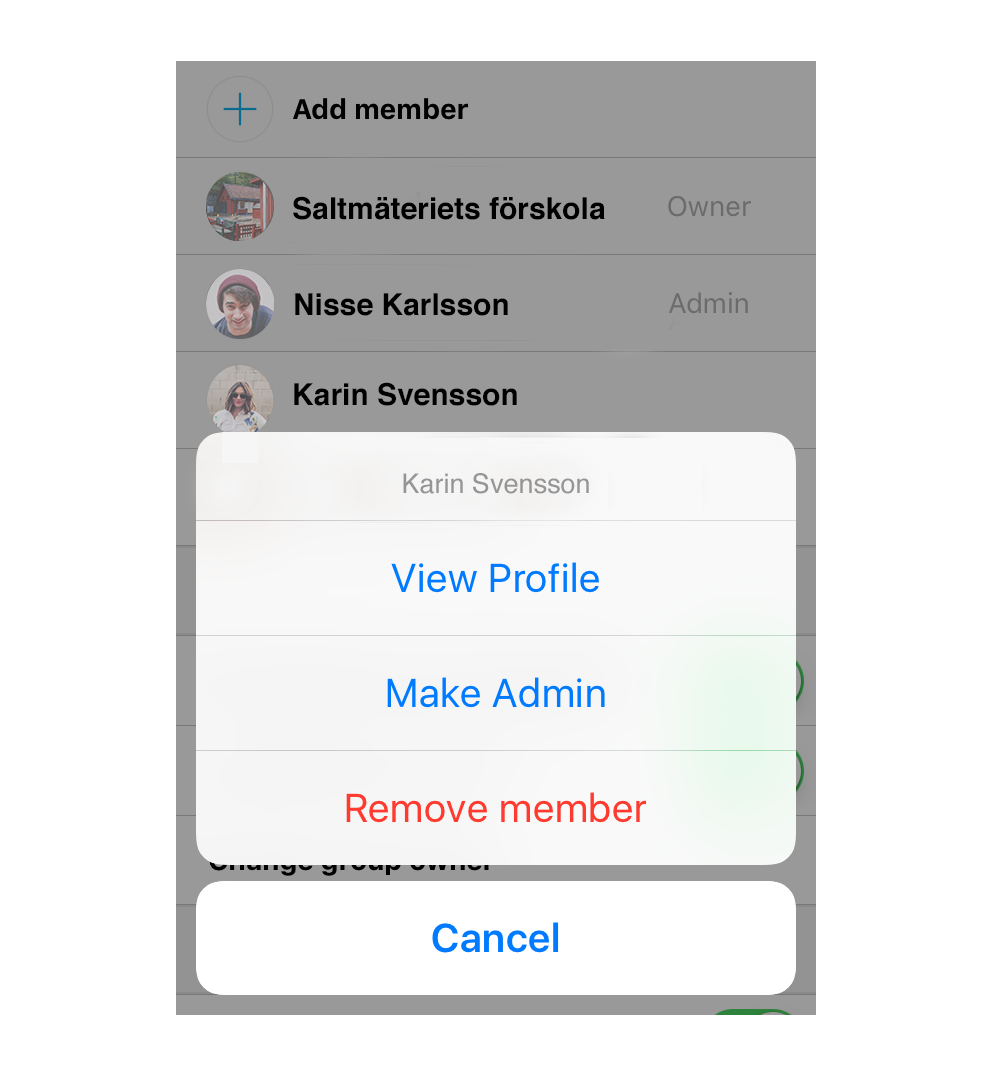 Add member
Saltmäteriets förskola Owner
Nisse Karlsson Admin
Karin Svensson
Karin Svensson
View Profile
Make Admin
Remove member
Change group owner
Cancel